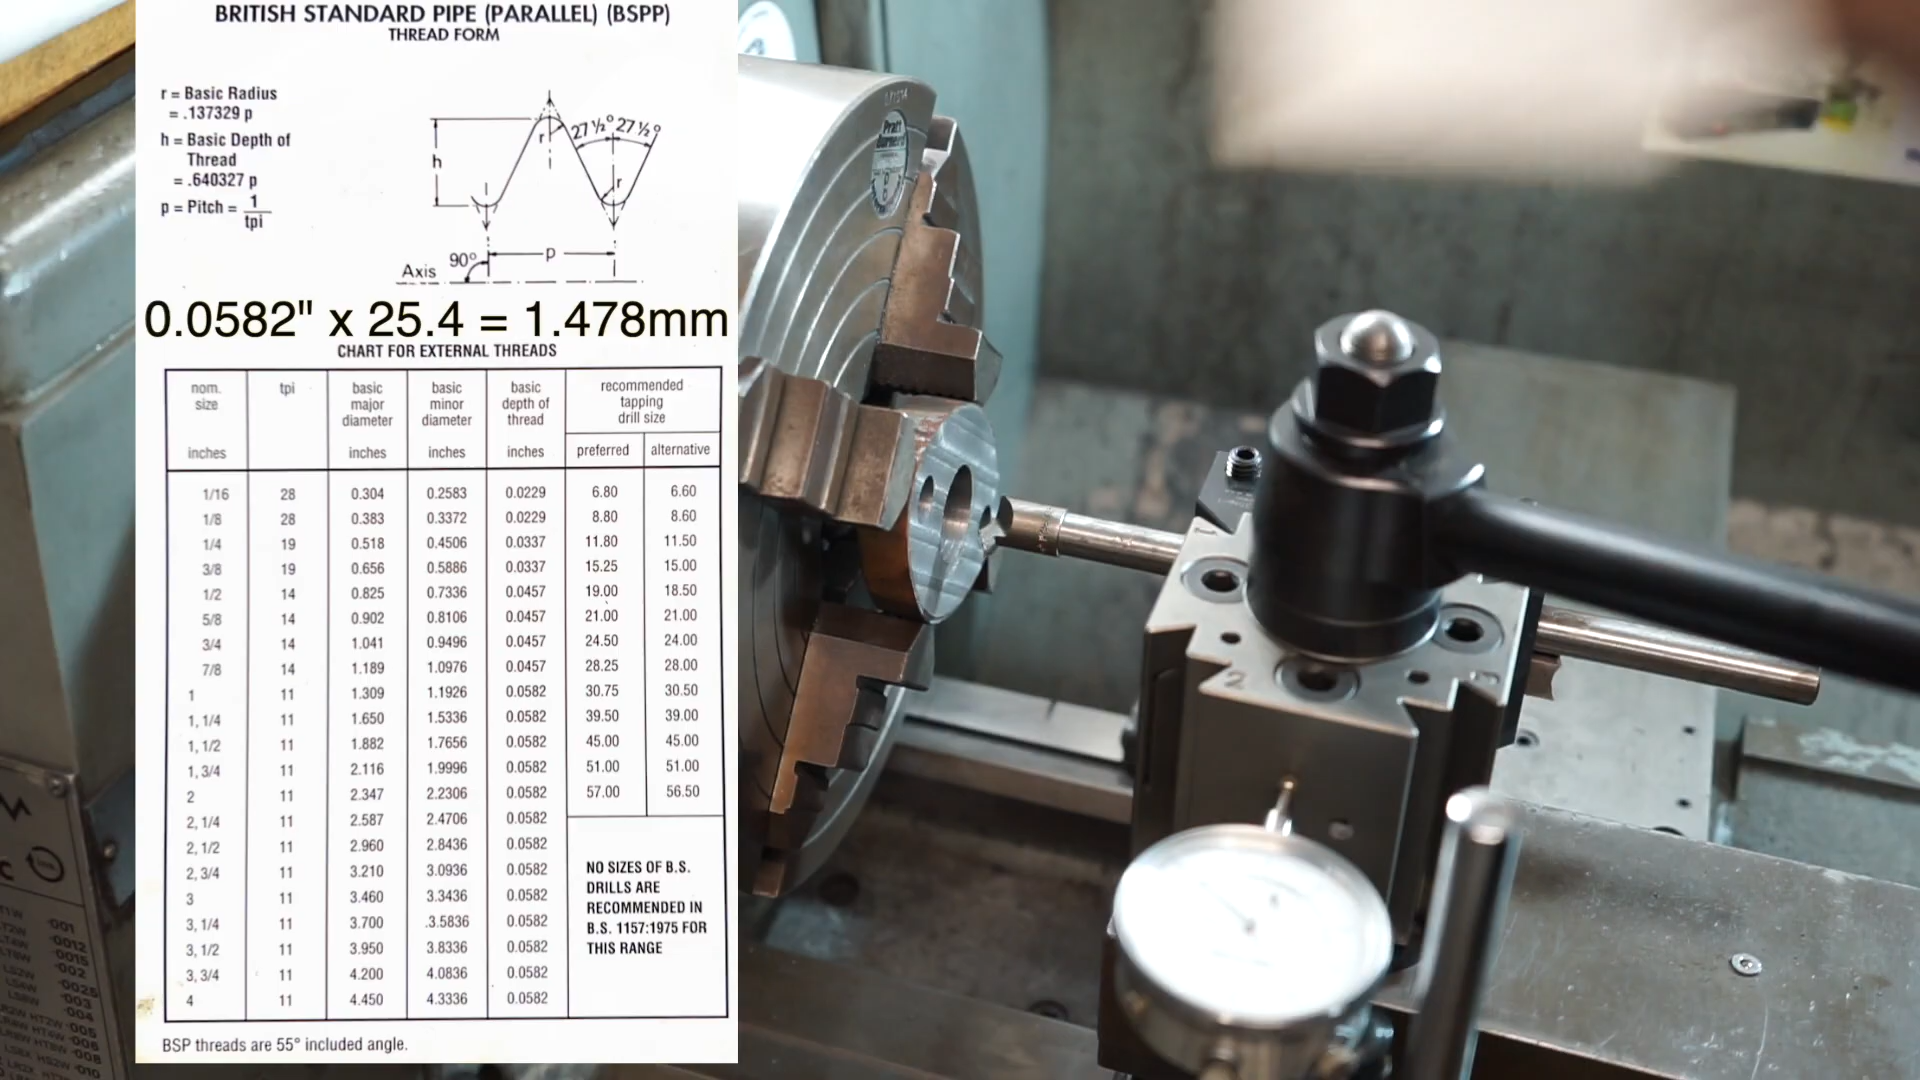 BRITISH STANDARD PIPE (PARALLEL) (BSPP)
THREAD FORM
r = Basic Radius
= .137329 p
h = Basic Depth of
Thread
= .640327 p
p = Pitch = 1
tpi
27 ½° 27 ½°
r
h
r
p
90°
Axis
0.0582" x 25.4 = 1.478mm
CHART FOR EXTERNAL THREADS
nom. size inches tpi basic major diameter inches basic minor diameter inches basic depth of thread inches recommended tapping drill size
preferred alternative
1/16 28 0.304 0.2583 0.0229 6.80 6.60
1/8 28 0.383 0.3372 0.0229 8.80 8.60
1/4 19 0.518 0.4506 0.0337 11.80 11.50
3/8 19 0.656 0.5886 0.0337 15.25 15.00
1/2 14 0.825 0.7336 0.0457 19.00 18.50
5/8 14 0.902 0.8106 0.0457 21.00 21.00
3/4 14 1.041 0.9496 0.0457 24.50 24.00
7/8 14 1.189 1.0976 0.0457 28.25 28.00
1 11 1.309 1.1926 0.0582 30.75 30.50
1, 1/4 11 1.650 1.5336 0.0582 39.50 39.00
1, 1/2 11 1.882 1.7656 0.0582 45.00 45.00
1, 3/4 11 2.116 1.9996 0.0582 51.00 51.00
2 11 2.347 2.2306 0.0582 57.00 56.50
2, 1/4 11 2.587 2.4706 0.0582
2, 1/2 11 2.960 2.8436 0.0582
2, 3/4 11 3.210 3.0936 0.0582
3 11 3.460 3.3436 0.0582
3, 1/4 11 3.700 .3.5836 0.0582
3, 1/2 11 3.950 3.8336 0.0582
3, 3/4 11 4.200 4.0836 0.0582
4 11 4.450 4.3336 0.0582
NO SIZES OF B.S.
DRILLS ARE
RECOMMENDED IN
B.S. 1157:1975 FOR
THIS RANGE
BSP threads are 55° included angle.
Pratt
Burnerd
2
3
001
0012
0015
002
0025
003
004
005
006
008
010